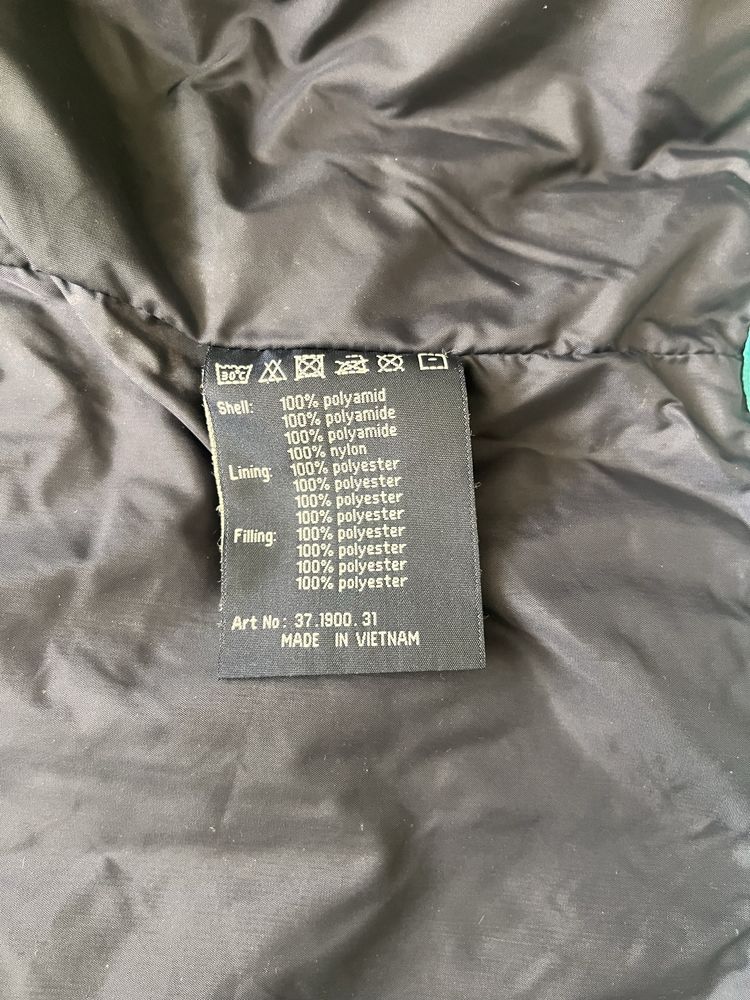 30°C
Shell: 100% polyamid
100% polyamide
100% polyamide
100% nylon
Lining: 100% polyester
100% polyester
100% polyester
100% polyester
Filling: 100% polyester
100% polyester
100% polyester
100% polyester
Art No: 37.1900.31
MADE IN VIETNAM